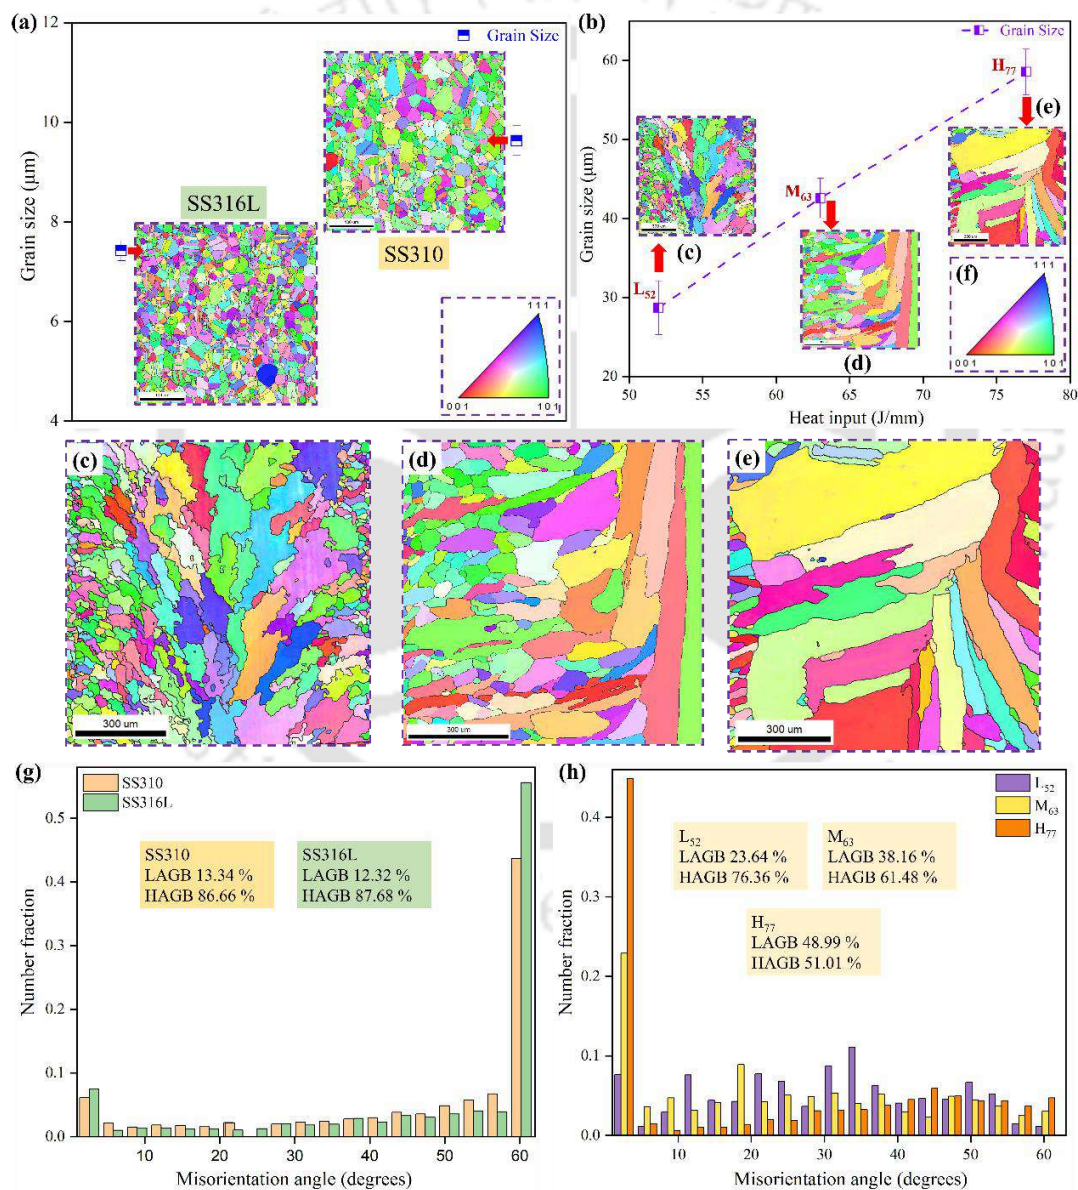 (a)
12
10
8
6
4
Grain size (μm)
Grain Size
SS316L
SS310
100 um
1 1 1
0 0 1
1 0 1
(b)
60
50
40
30
20
Grain size (μm)
Grain Size
H77
(e)
M63
(c)
L52
(d)
(f)
1 1 1
0 0 1
1 0 1
50 55 60 65 70 75 80
Heat input (J/mm)
(c)
300 um
(d)
300 um
(e)
300 um
(g)
SS310
SS316L
0.5
0.4
0.3
0.2
0.1
0.0
Number fraction
SS310
LAGB 13.34 %
HAGB 86.66 %
SS316L
LAGB 12.32 %
HAGB 87.68 %
10 20 30 40 50 60
Misorientation angle (degrees)
(h)
L52
M63
H77
0.4
0.3
0.2
0.1
0.0
Number fraction
L52
LAGB 23.64 %
HAGB 76.36 %
M63
LAGB 38.16 %
HAGB 61.48 %
H77
LAGB 48.99 %
HAGB 51.01 %
10 20 30 40 50 60
Misorientation angle (degrees)